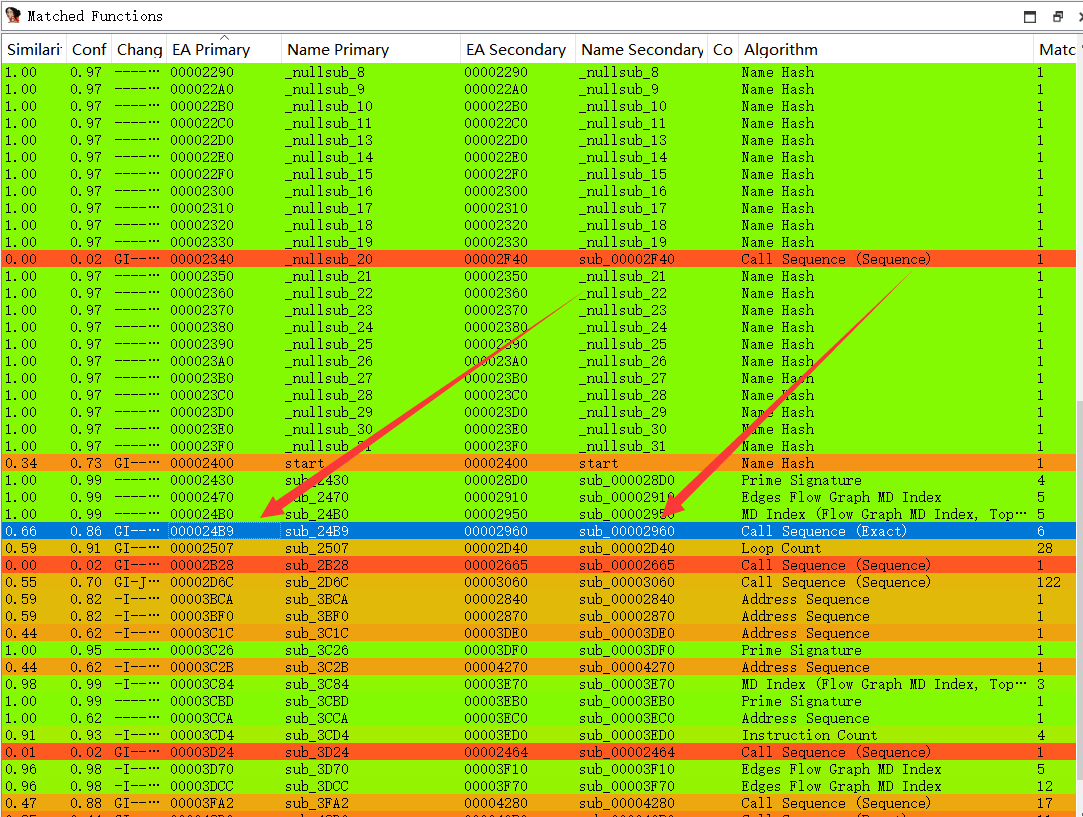 Matched Functions
Similari Conf Chang EA Primary Name Primary EA Secondary Name Secondary Co Algorithm Matc
1.00 0.97 ----… 00002290 _nullsub_8 00002290 _nullsub_8 Name Hash 1
1.00 0.97 ----… 000022A0 _nullsub_9 000022A0 _nullsub_9 Name Hash 1
1.00 0.97 ----… 000022B0 _nullsub_10 000022B0 _nullsub_10 Name Hash 1
1.00 0.97 ----… 000022C0 _nullsub_11 000022C0 _nullsub_11 Name Hash 1
1.00 0.97 ----… 000022D0 _nullsub_13 000022D0 _nullsub_13 Name Hash 1
1.00 0.97 ----… 000022E0 _nullsub_14 000022E0 _nullsub_14 Name Hash 1
1.00 0.97 ----… 000022F0 _nullsub_15 000022F0 _nullsub_15 Name Hash 1
1.00 0.97 ----… 00002300 _nullsub_16 00002300 _nullsub_16 Name Hash 1
1.00 0.97 ----… 00002310 _nullsub_17 00002310 _nullsub_17 Name Hash 1
1.00 0.97 ----… 00002320 _nullsub_18 00002320 _nullsub_18 Name Hash 1
1.00 0.97 ----… 00002330 _nullsub_19 00002330 _nullsub_19 Name Hash 1
0.00 0.02 GI--… 00002340 _nullsub_20 00002F40 sub_00002F40 Call Sequence (Sequence) 1
1.00 0.97 ----… 00002350 _nullsub_21 00002350 _nullsub_21 Name Hash 1
1.00 0.97 ----… 00002360 _nullsub_22 00002360 _nullsub_22 Name Hash 1
1.00 0.97 ----… 00002370 _nullsub_23 00002370 _nullsub_23 Name Hash 1
1.00 0.97 ----… 00002380 _nullsub_24 00002380 _nullsub_24 Name Hash 1
1.00 0.97 ----… 00002390 _nullsub_25 00002390 _nullsub_25 Name Hash 1
1.00 0.97 ----… 000023A0 _nullsub_26 000023A0 _nullsub_26 Name Hash 1
1.00 0.97 ----… 000023B0 _nullsub_27 000023B0 _nullsub_27 Name Hash 1
1.00 0.97 ----… 000023C0 _nullsub_28 000023C0 _nullsub_28 Name Hash 1
1.00 0.97 ----… 000023D0 _nullsub_29 000023D0 _nullsub_29 Name Hash 1
1.00 0.97 ----… 000023E0 _nullsub_30 000023E0 _nullsub_30 Name Hash 1
1.00 0.97 ----… 000023F0 _nullsub_31 000023F0 _nullsub_31 Name Hash 1
0.34 0.73 GI--… 00002400 start 00002400 start Name Hash 1
1.00 0.99 ----… 00002430 sub_2430 000028D0 sub_000028D0 Prime Signature 4
1.00 0.99 ----… 00002470 sub_2470 00002910 sub_00002910 Edges Flow Graph MD Index 5
1.00 0.99 ----… 000024B0 sub_24B0 00002950 sub_00002950 MD Index (Flow Graph MD Index, Top… 5
0.66 0.86 GI--… 000024B9 sub_24B9 00002960 sub_00002960 Call Sequence (Exact) 6
0.59 0.91 GI--… 00002507 sub_2507 00002D40 sub_00002D40 Loop Count 28
0.00 0.02 GI--… 00002B28 sub_2B28 00002665 sub_00002665 Call Sequence (Sequence) 1
0.55 0.70 GI-J… 00002D6C sub_2D6C 00003060 sub_00003060 Call Sequence (Sequence) 122
0.59 0.82 -I--… 00003BCA sub_3BCA 00002840 sub_00002840 Address Sequence 1
0.59 0.82 -I--… 00003BF0 sub_3BF0 00002870 sub_00002870 Address Sequence 1
0.44 0.62 -I--… 00003C1C sub_3C1C 00003DE0 sub_00003DE0 Address Sequence 1
1.00 0.95 ----… 00003C26 sub_3C26 00003DF0 sub_00003DF0 Prime Signature 1
0.44 0.62 -I--… 00003C2B sub_3C2B 00004270 sub_00004270 Address Sequence 1
0.98 0.99 -I--… 00003C84 sub_3C84 00003E70 sub_00003E70 MD Index (Flow Graph MD Index, Top… 3
1.00 0.99 ----… 00003CBD sub_3CBD 00003EB0 sub_00003EB0 Prime Signature 1
1.00 0.62 ----… 00003CCA sub_3CCA 00003EC0 sub_00003EC0 Address Sequence 1
0.91 0.93 -I--… 00003CD4 sub_3CD4 00003ED0 sub_00003ED0 Instruction Count 4
0.01 0.02 GI--… 00003D24 sub_3D24 00002464 sub_00002464 Call Sequence (Sequence) 1
0.96 0.98 -I--… 00003D70 sub_3D70 00003F10 sub_00003F10 Edges Flow Graph MD Index 5
0.96 0.98 -I--… 00003DCC sub_3DCC 00003F70 sub_00003F70 Edges Flow Graph MD Index 12
0.47 0.88 GI--… 00003FA2 sub_3FA2 00004280 sub_00004280 Call Sequence (Sequence) 17